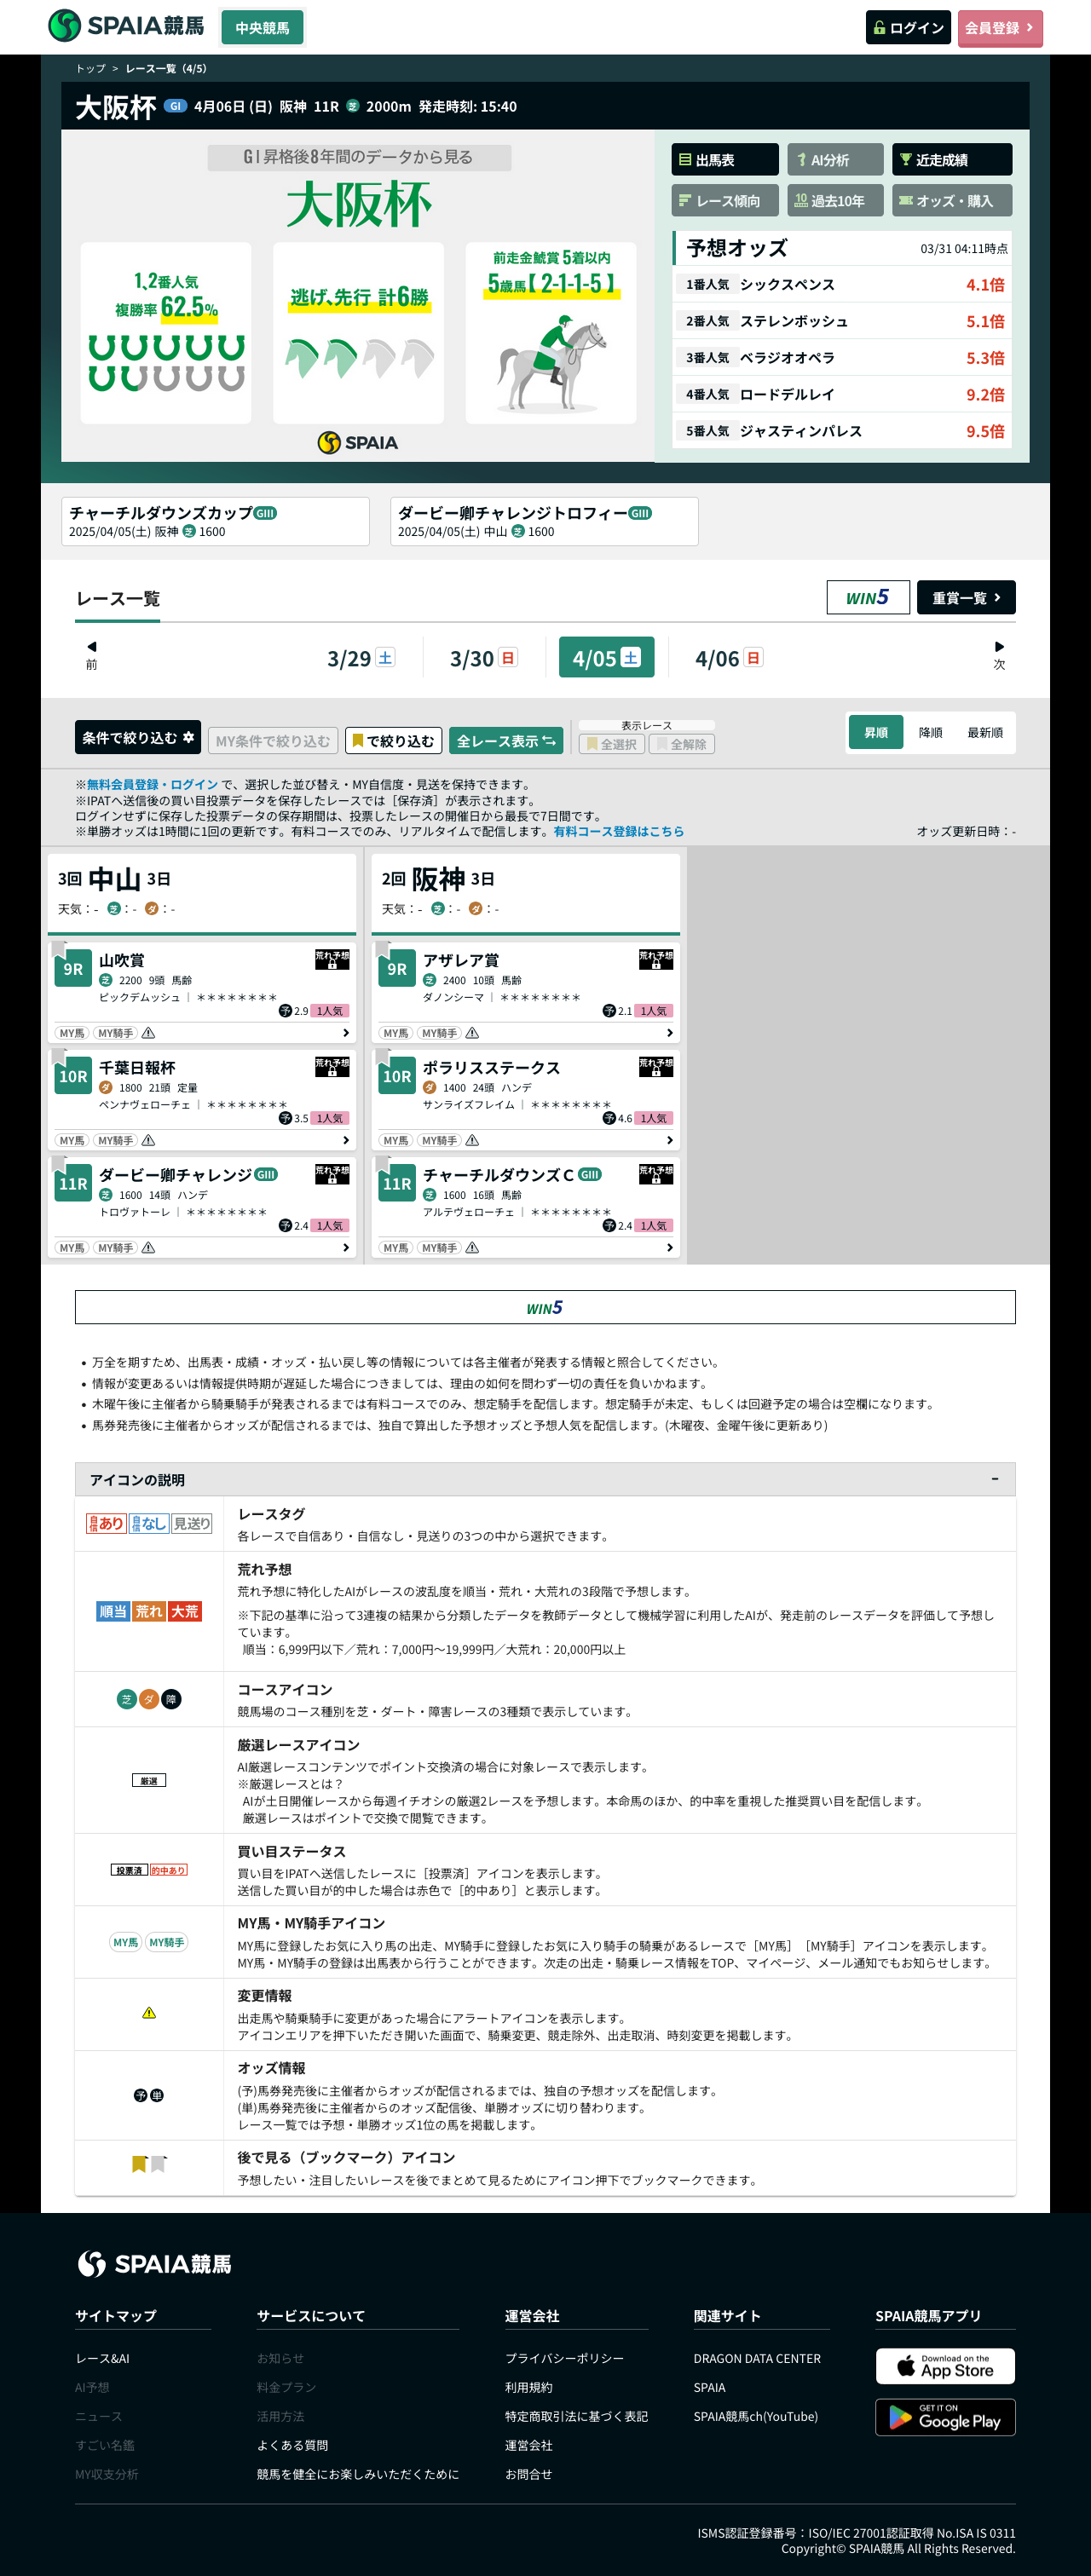 SPAIA競馬 中央競馬 ログイン 会員登録
トップ > レース一覧（4/5）
大阪杯 GI 4月06日 (日) 阪神 11R 芝 2000m 発走時刻: 15:40
GI昇格後8年間のデータから見る
大阪杯
1、2番人気
複勝率 62.5%
逃げ、先行 計6勝
前走金鯱賞 5着以内
5歳馬【2-1-1-5】
SPAIA
出馬表 AI分析 近走成績
レース傾向 過去10年 オッズ・購入
予想オッズ 03/31 04:11時点
1番人気 シックスペンス 4.1倍
2番人気 ステレンボッシュ 5.1倍
3番人気 ベラジオオペラ 5.3倍
4番人気 ロードデルレイ 9.2倍
5番人気 ジャスティンパレス 9.5倍
チャーチルダウンズカップ GIII
2025/04/05(土) 阪神 芝 1600
ダービー卿チャレンジトロフィー GIII
2025/04/05(土) 中山 芝 1600
レース一覧 WIN5 重賞一覧
前 3/29 土 3/30 日 4/05 土 4/06 日 次
条件で絞り込む MY条件で絞り込む で絞り込む 全レース表示 表示レース 全選択 全解除 昇順 降順 最新順
※無料会員登録・ログイン で、選択した並び替え・MY自信度・見送を保持できます。
※IPATへ送信後の買い目投票データを保存したレースでは［保存済］が表示されます。
ログインせずに保存した投票データの保存期間は、投票したレースの開催日から最長で7日間です。
※単勝オッズは1時間に1回の更新です。有料コースでのみ、リアルタイムで配信します。有料コース登録はこちら オッズ更新日時：-
3回 中山 3日
天気：- 芝：- ダ：-
9R 山吹賞 荒れ予想
芝 2200 9頭 馬齢
ピックデムッシュ | ＊＊＊＊＊＊＊＊
予 2.9 1人気
MY馬 MY騎手
10R 千葉日報杯 荒れ予想
ダ 1800 21頭 定量
ペンナヴェローチェ | ＊＊＊＊＊＊＊＊
予 3.5 1人気
MY馬 MY騎手
11R ダービー卿チャレンジ GIII 荒れ予想
芝 1600 14頭 ハンデ
トロヴァトーレ | ＊＊＊＊＊＊＊＊
予 2.4 1人気
MY馬 MY騎手
2回 阪神 3日
天気：- 芝：- ダ：-
9R アザレア賞 荒れ予想
芝 2400 10頭 馬齢
ダノンシーマ | ＊＊＊＊＊＊＊＊
予 2.1 1人気
MY馬 MY騎手
10R ポラリスステークス 荒れ予想
ダ 1400 24頭 ハンデ
サンライズフレイム | ＊＊＊＊＊＊＊＊
予 4.6 1人気
MY馬 MY騎手
11R チャーチルダウンズＣ GIII 荒れ予想
芝 1600 16頭 馬齢
アルテヴェローチェ | ＊＊＊＊＊＊＊＊
予 2.4 1人気
MY馬 MY騎手
WIN5
• 万全を期すため、出馬表・成績・オッズ・払い戻し等の情報については各主催者が発表する情報と照合してください。
• 情報が変更あるいは情報提供時期が遅延した場合につきましては、理由の如何を問わず一切の責任を負いかねます。
• 木曜午後に主催者から騎乗騎手が発表されるまでは有料コースでのみ、想定騎手を配信します。想定騎手が未定、もしくは回避予定の場合は空欄になります。
• 馬券発売後に主催者からオッズが配信されるまでは、独自で算出した予想オッズと予想人気を配信します。(木曜夜、金曜午後に更新あり)
アイコンの説明 −
自信あり 自信なし 見送り
レースタグ
各レースで自信あり・自信なし・見送りの3つの中から選択できます。
順当 荒れ 大荒
荒れ予想
荒れ予想に特化したAIがレースの波乱度を順当・荒れ・大荒れの3段階で予想します。
※下記の基準に沿って3連複の結果から分類したデータを教師データとして機械学習に利用したAIが、発走前のレースデータを評価して予想し
ています。
順当：6,999円以下／荒れ：7,000円～19,999円／大荒れ：20,000円以上
芝 ダ 障
コースアイコン
競馬場のコース種別を芝・ダート・障害レースの3種類で表示しています。
厳選
厳選レースアイコン
AI厳選レースコンテンツでポイント交換済の場合に対象レースで表示します。
※厳選レースとは？
AIが土日開催レースから毎週イチオシの厳選2レースを予想します。本命馬のほか、的中率を重視した推奨買い目を配信します。
厳選レースはポイントで交換で閲覧できます。
投票済 的中あり
買い目ステータス
買い目をIPATへ送信したレースに［投票済］アイコンを表示します。
送信した買い目が的中した場合は赤色で［的中あり］と表示します。
MY馬 MY騎手
MY馬・MY騎手アイコン
MY馬に登録したお気に入り馬の出走、MY騎手に登録したお気に入り騎手の騎乗があるレースで［MY馬］［MY騎手］アイコンを表示します。
MY馬・MY騎手の登録は出馬表から行うことができます。次走の出走・騎乗レース情報をTOP、マイページ、メール通知でもお知らせします。
変更情報
出走馬や騎乗騎手に変更があった場合にアラートアイコンを表示します。
アイコンエリアを押下いただき開いた画面で、騎乗変更、競走除外、出走取消、時刻変更を掲載します。
予 単
オッズ情報
(予)馬券発売後に主催者からオッズが配信されるまでは、独自の予想オッズを配信します。
(単)馬券発売後に主催者からのオッズ配信後、単勝オッズに切り替わります。
レース一覧では予想・単勝オッズ1位の馬を掲載します。
後で見る（ブックマーク）アイコン
予想したい・注目したいレースを後でまとめて見るためにアイコン押下でブックマークできます。
SPAIA競馬
サイトマップ
レース&AI
AI予想
ニュース
すごい名鑑
MY収支分析
サービスについて
お知らせ
料金プラン
活用方法
よくある質問
競馬を健全にお楽しみいただくために
運営会社
プライバシーポリシー
利用規約
特定商取引法に基づく表記
運営会社
お問合せ
関連サイト
DRAGON DATA CENTER
SPAIA
SPAIA競馬ch(YouTube)
SPAIA競馬アプリ
Download on the
App Store
GET IT ON
Google Play
ISMS認証登録番号：ISO/IEC 27001認証取得 No.ISA IS 0311
Copyright© SPAIA競馬 All Rights Reserved.